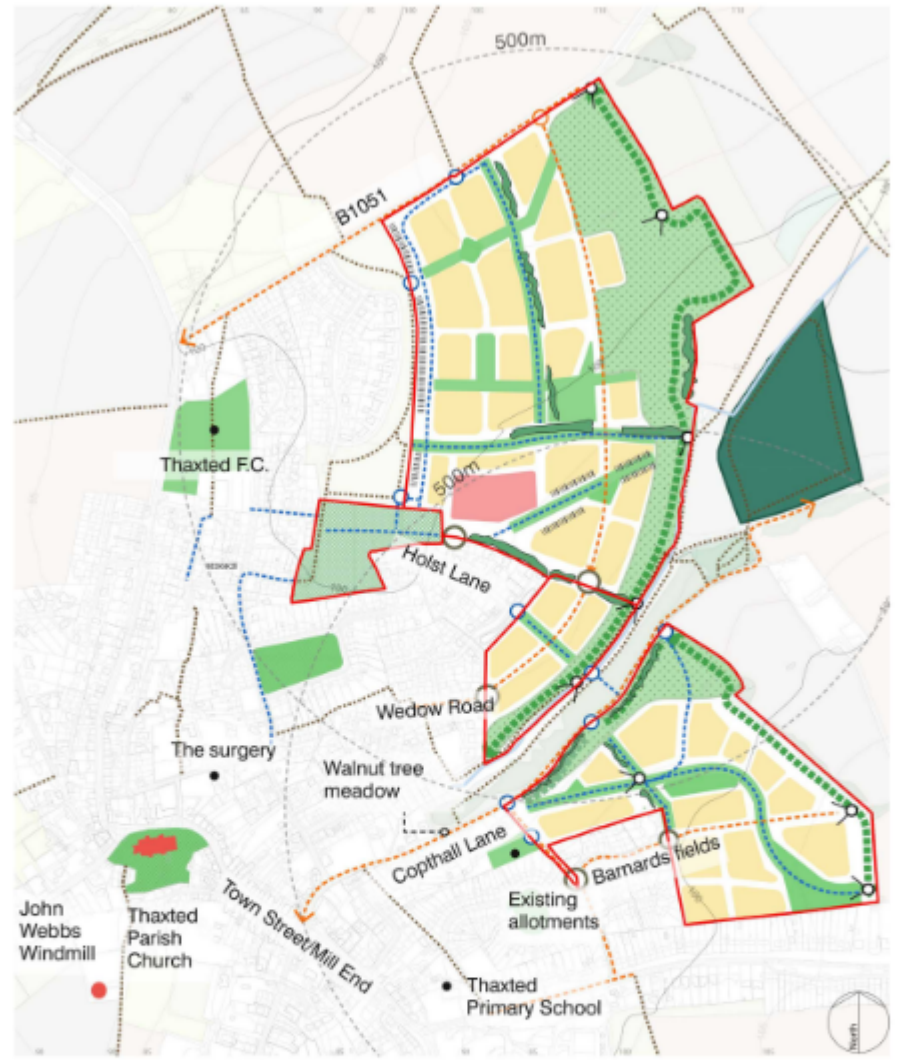 500m
B1051
Thaxted F.C.
500m
Holst Lane
Wedow Road
The surgery
Walnut tree
meadow
Copthall Lane
Barnards fields
Existing
allotments
Town Street/Mill End
John
Webbs
Windmill
Thaxted
Parish
Church
Thaxted
Primary School
North